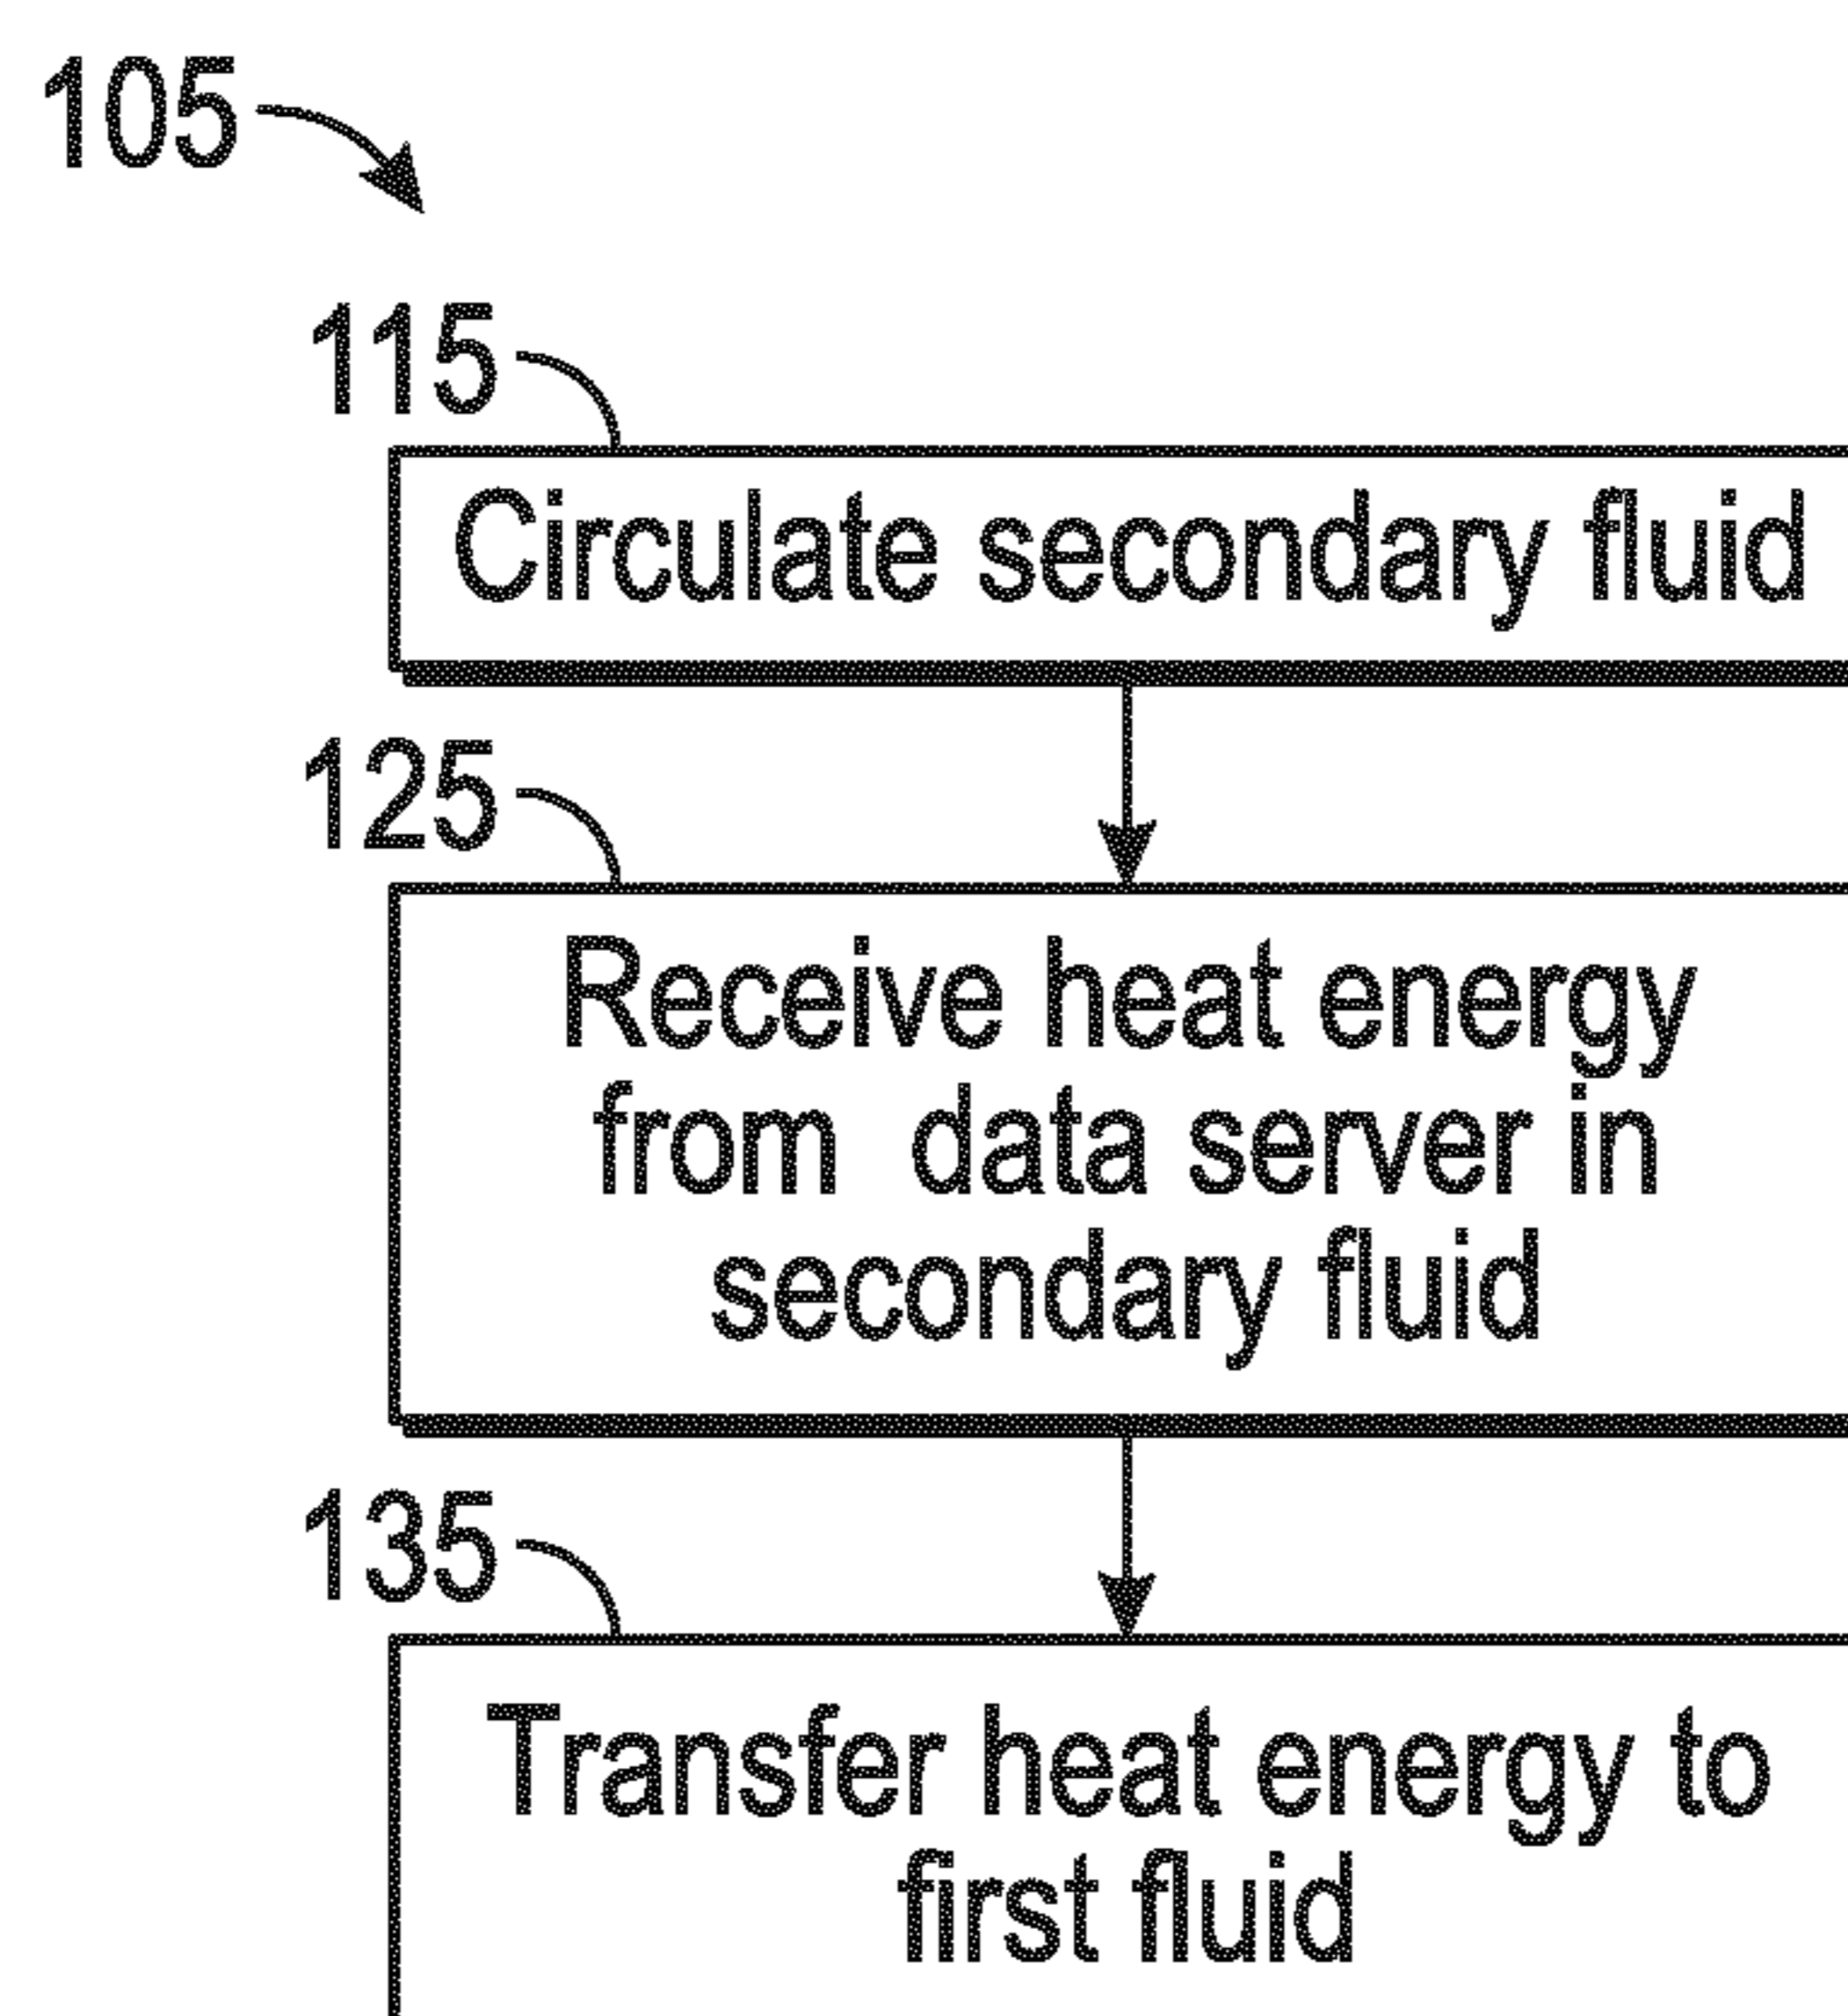 105
115
Circulate secondary fluid
125
Receive heat energy
from data server in
secondary fluid
135
Transfer heat energy to
first fluid